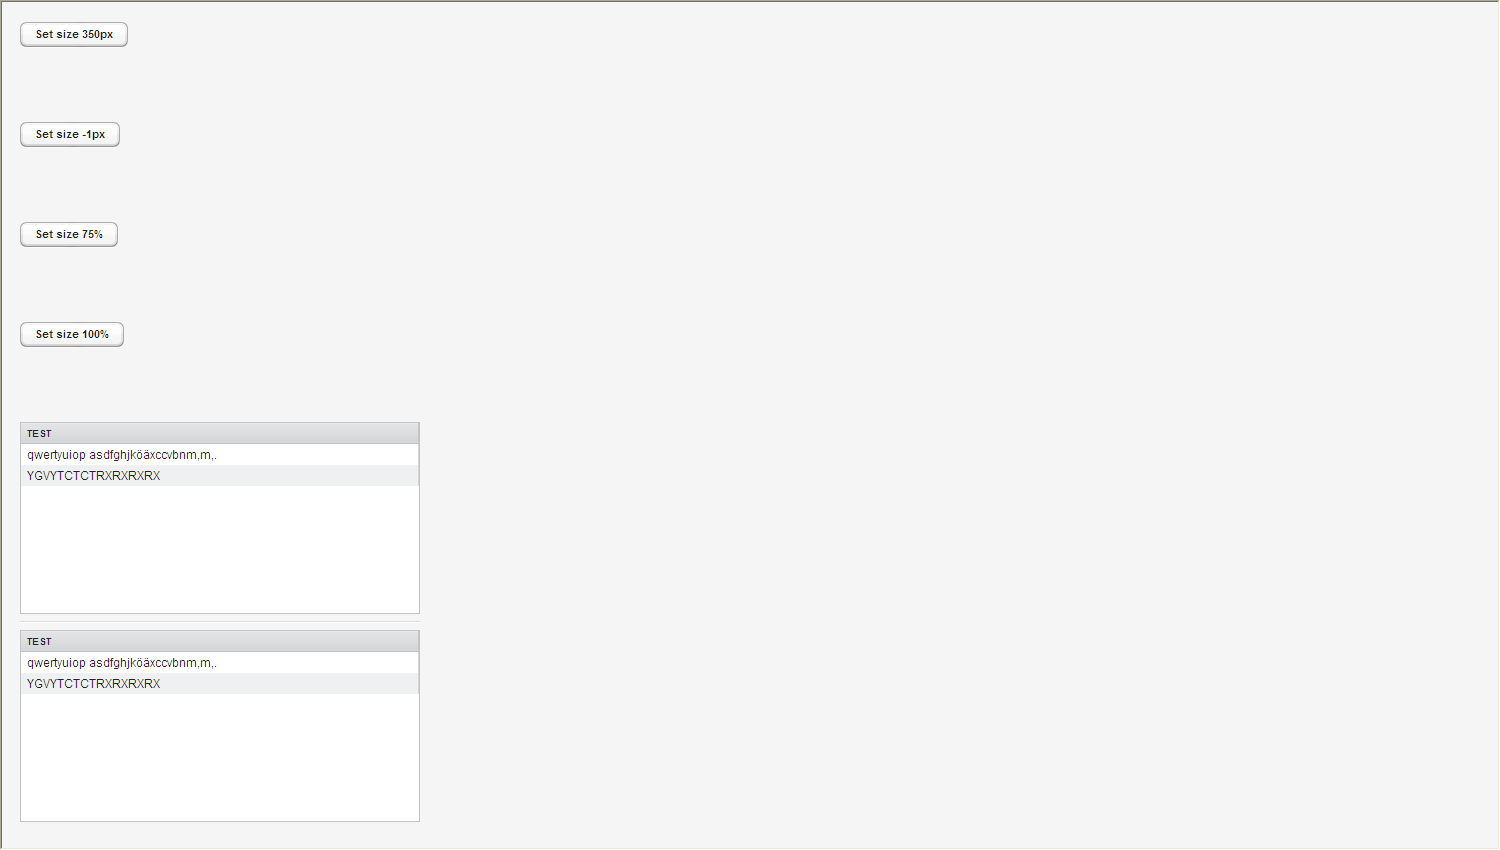 Set size 350px
Set size -1px
Set size 75%
Set size 100%
TEST
qwertyuiop asdfghjköäxccvbnm,m,.
YGVYTCTCTRXRXRXRX
TEST
qwertyuiop asdfghjköäxccvbnm,m,.
YGVYTCTCTRXRXRXRX